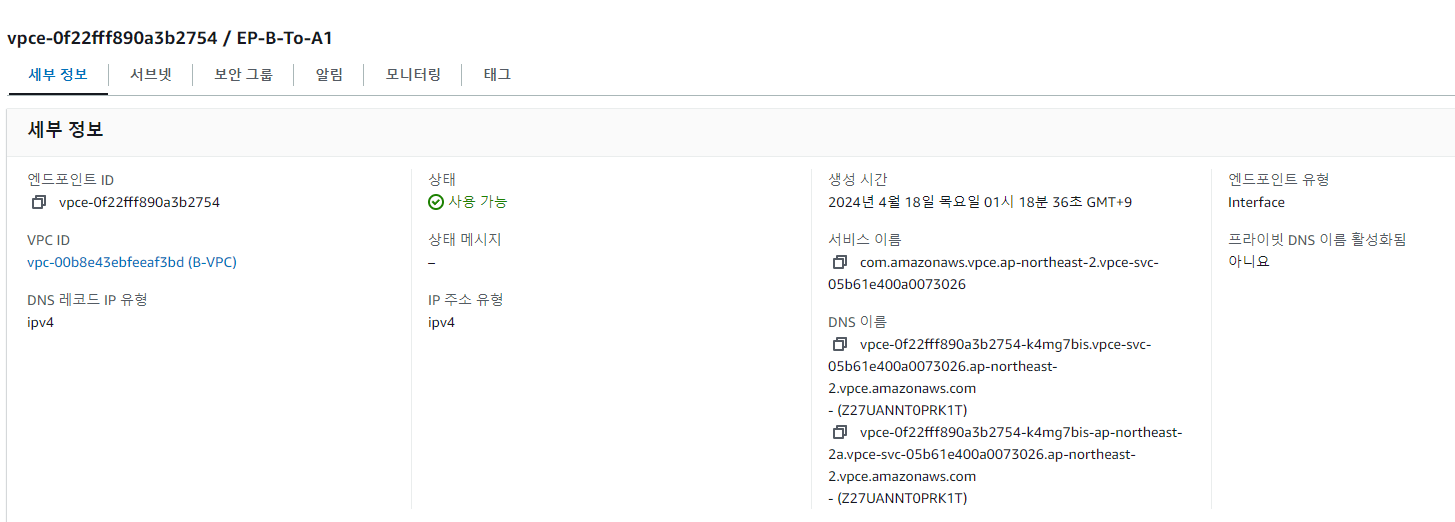 vpce-0f22fff890a3b2754 / EP-B-To-A1
세부 정보
서브넷
보안 그룹
알림
모니터링
태그
세부 정보
엔드포인트 ID
vpce-0f22fff890a3b2754
VPC ID
vpc-00b8e43ebfeeaf3bd (B-VPC)
DNS 레코드 IP 유형
ipv4
상태
사용 가능
상태 메시지
–
IP 주소 유형
ipv4
생성 시간
2024년 4월 18일 목요일 01시 18분 36초 GMT+9
서비스 이름
com.amazonaws.vpce.ap-northeast-2.vpce-svc-
05b61e400a0073026
DNS 이름
vpce-0f22fff890a3b2754-k4mg7bis.vpce-svc-
05b61e400a0073026.ap-northeast-
2.vpce.amazonaws.com
- (Z27UANNT0PRK1T)
vpce-0f22fff890a3b2754-k4mg7bis-ap-northeast-
2a.vpce-svc-05b61e400a0073026.ap-northeast-
2.vpce.amazonaws.com
- (Z27UANNT0PRK1T)
엔드포인트 유형
Interface
프라이빗 DNS 이름 활성화됨
아니요